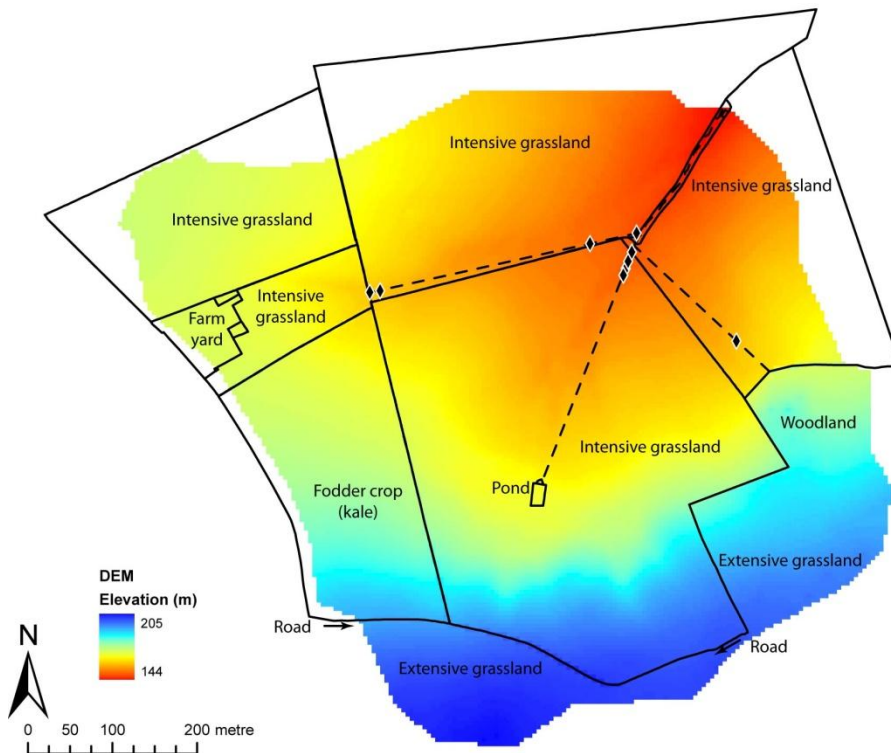 Intensive grassland
Intensive grassland
Intensive grassland
Intensive
grassland
Farm
yard
Intensive grassland
Woodland
Pond
Fodder crop
(kale)
Extensive grassland
DEM
Elevation (m)
205
144
Road
Road
Extensive grassland
N
0 50 100 200 metre